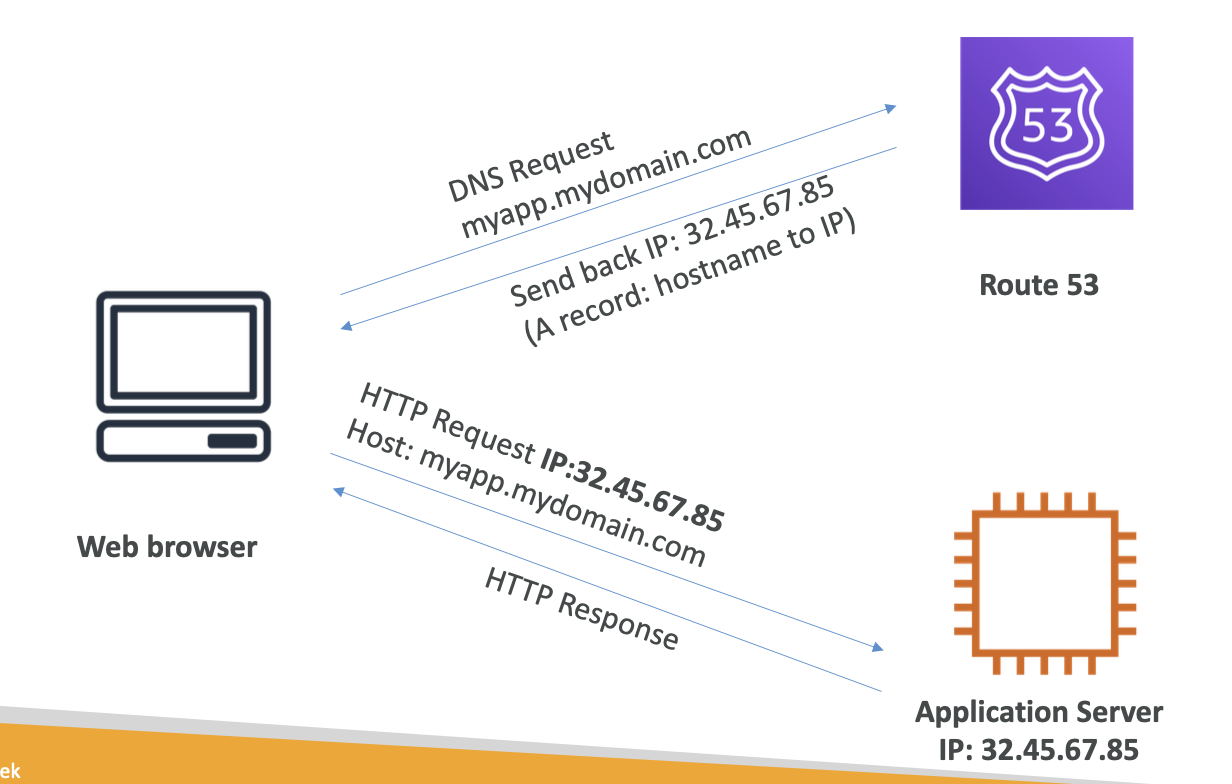 53
DNS Request
myapp.mydomain.com
Send back IP: 32.45.67.85
(A record: hostname to IP)
Route 53
HTTP Request IP:32.45.67.85
Host: myapp.mydomain.com
HTTP Response
Web browser
Application Server
IP: 32.45.67.85
ek